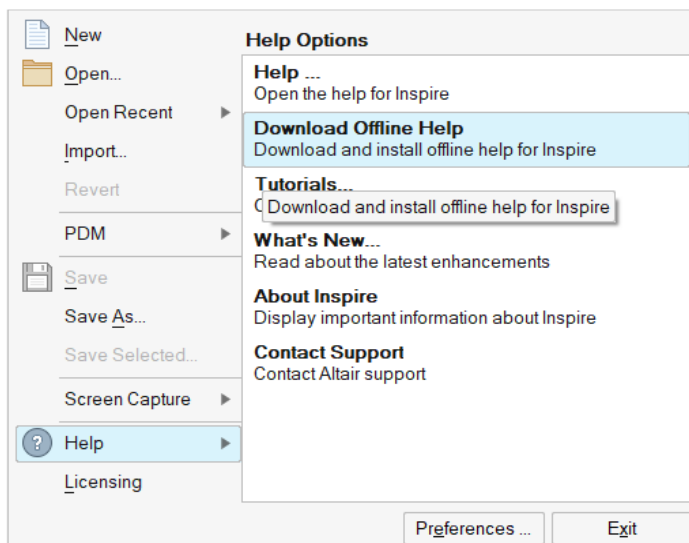 New
Open...
Open Recent
Import...
Revert
PDM
Save
Save As...
Save Selected...
Screen Capture
Help
Licensing
Help Options
Help ...
Open the help for Inspire
Download Offline Help
Download and install offline help for Inspire
Tutorials...
Download and install offline help for Inspire
What's New...
Read about the latest enhancements
About Inspire
Display important information about Inspire
Contact Support
Contact Altair support
Preferences ...
Exit